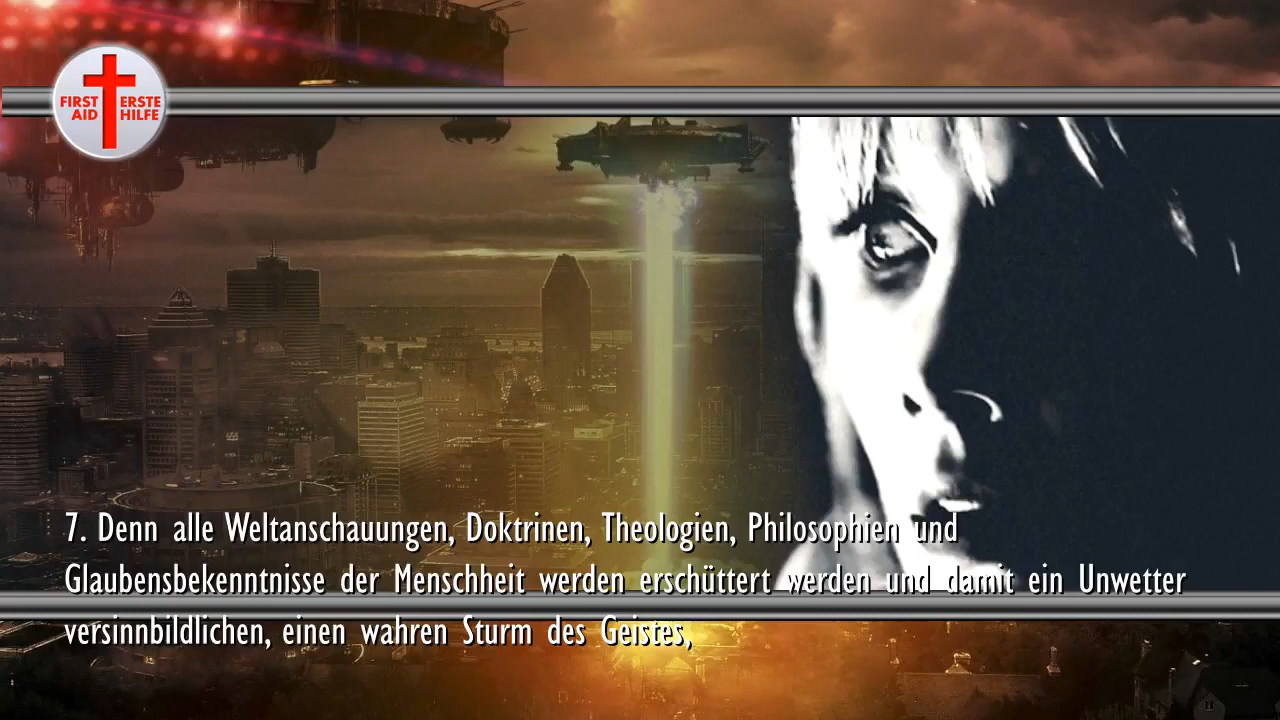 FIRST ERSTE
AID HILFE
7. Denn alle Weltanschauungen, Doktrinen, Theologien, Philosophien und
Glaubensbekenntnisse der Menschheit werden erschüttert werden und damit ein Unwetter
versinnbildlichen, einen wahren Sturm des Geistes,